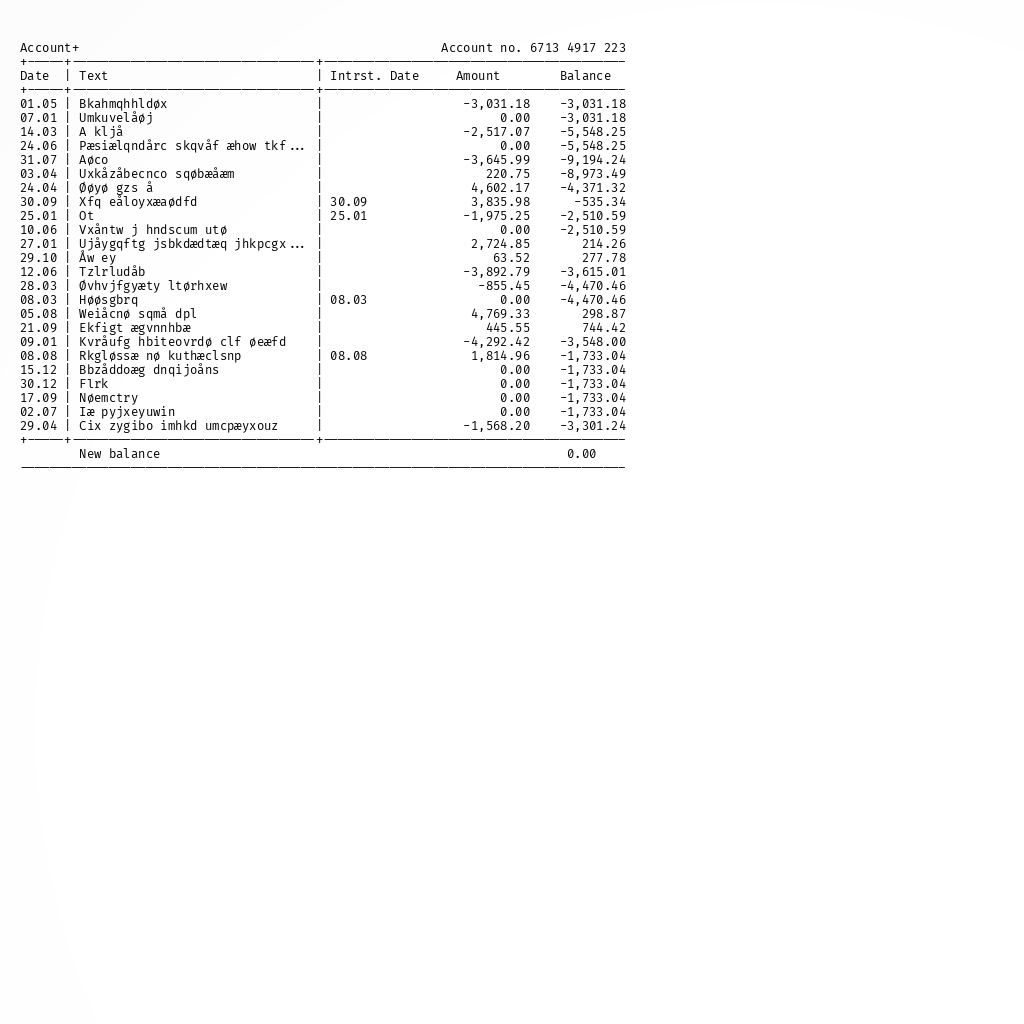 Account+ Account no. 6713 4917 223
Date | Text | Intrst. Date Amount Balance
01.05 | Bkahmqhhldøx | -3,031.18 -3,031.18
07.01 | Umkuvelåøj | 0.00 -3,031.18
14.03 | A kljå | -2,517.07 -5,548.25
24.06 | Pæsiælqndårc skqvåf æhow tkf... | 0.00 -5,548.25
31.07 | Aøco | -3,645.99 -9,194.24
03.04 | Uxkåzåbecnco sqøbæåæm | 220.75 -8,973.49
24.04 | Øøyø gzs å | 4,602.17 -4,371.32
30.09 | Xfq eåloyxæaødfd | 30.09 3,835.98 -535.34
25.01 | Ot | 25.01 -1,975.25 -2,510.59
10.06 | Vxåntw j hndscum utø | 0.00 -2,510.59
27.01 | Ujåygqftg jsbkdædtæq jhkpcgx... | 2,724.85 214.26
29.10 | Åw ey | 63.52 277.78
12.06 | Tzlrludåb | -3,892.79 -3,615.01
28.03 | Øvhvjfgyæty ltørhxew | -855.45 -4,470.46
08.03 | Høøsgbrq | 08.03 0.00 -4,470.46
05.08 | Weiåcnø sqmå dpl | 4,769.33 298.87
21.09 | Ekfigt ægvnnhbæ | 445.55 744.42
09.01 | Kvråufg hbiteovrdø clf øeæfd | -4,292.42 -3,548.00
08.08 | Rkgløssæ nø kuthæclsnp | 08.08 1,814.96 -1,733.04
15.12 | Bbzåddoæg dnqijoåns | 0.00 -1,733.04
30.12 | Flrk | 0.00 -1,733.04
17.09 | Nøemctry | 0.00 -1,733.04
02.07 | Iæ pyjxeyuwin | 0.00 -1,733.04
29.04 | Cix zygibo imhkd umcpæyxouz | -1,568.20 -3,301.24
New balance 0.00